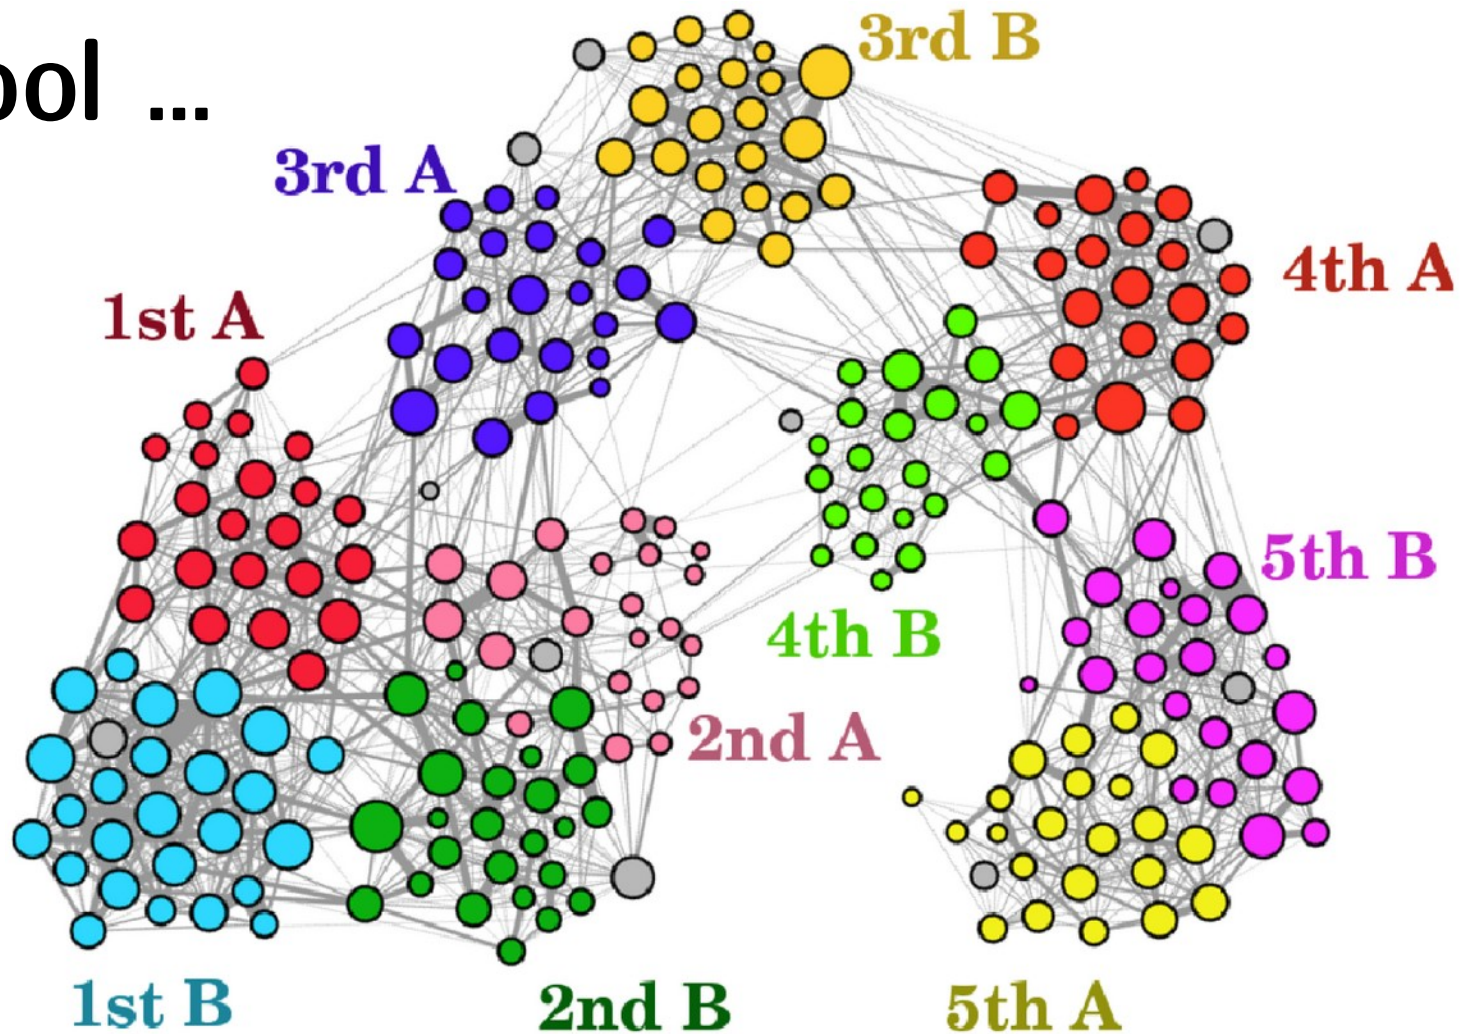 ool ...
3rd B
3rd A
4th A
1st A
5th B
4th B
2nd A
1st B
2nd B
5th A